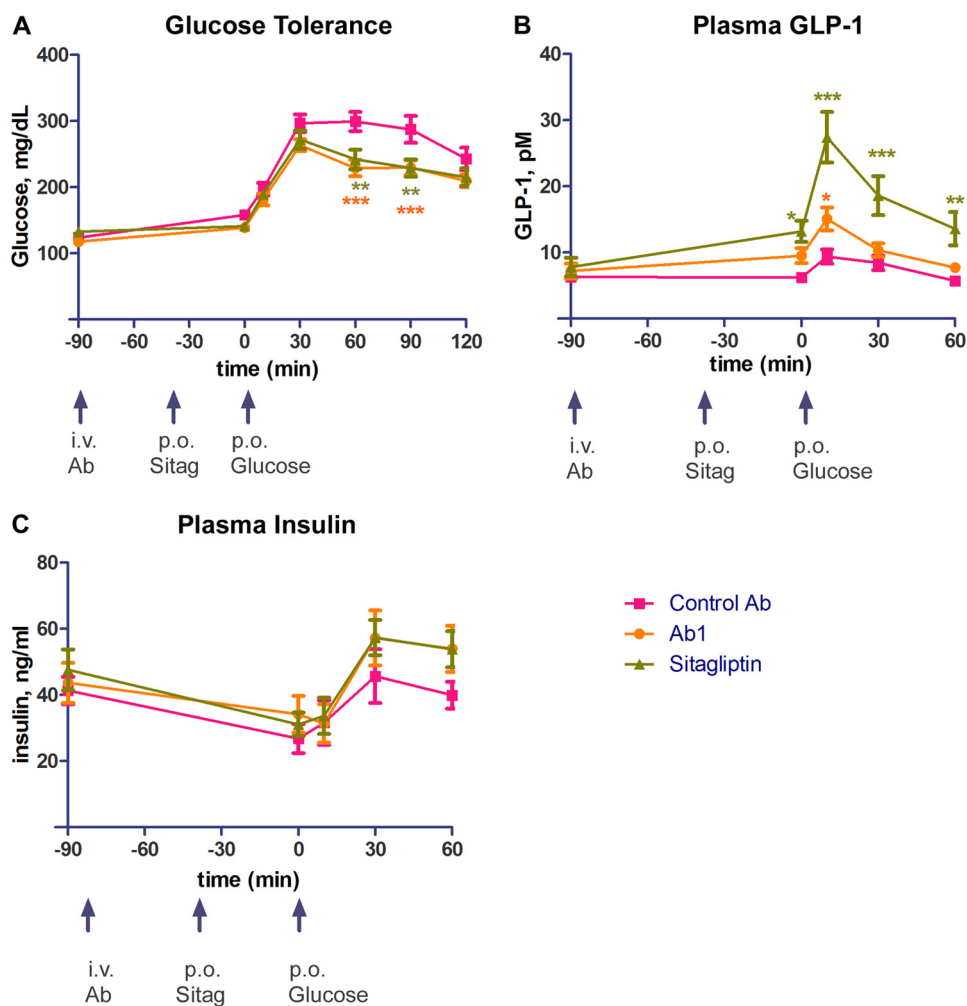 A Glucose Tolerance
Glucose, mg/dL
400
300
200
100
** **
*** ***
-90 -60 -30 0 30 60 90 120
time (min)
i.v. p.o. p.o.
Ab Sitag Glucose
B Plasma GLP-1
GLP-1, pM
40
30
20
10
***
***
* * **
-90 -60 -30 0 30 60
time (min)
i.v. p.o. p.o.
Ab Sitag Glucose
C Plasma Insulin
insulin, ng/ml
80
60
40
20
-90 -60 -30 0 30 60
time (min)
i.v. p.o. p.o.
Ab Sitag Glucose
Control Ab
Ab1
Sitagliptin